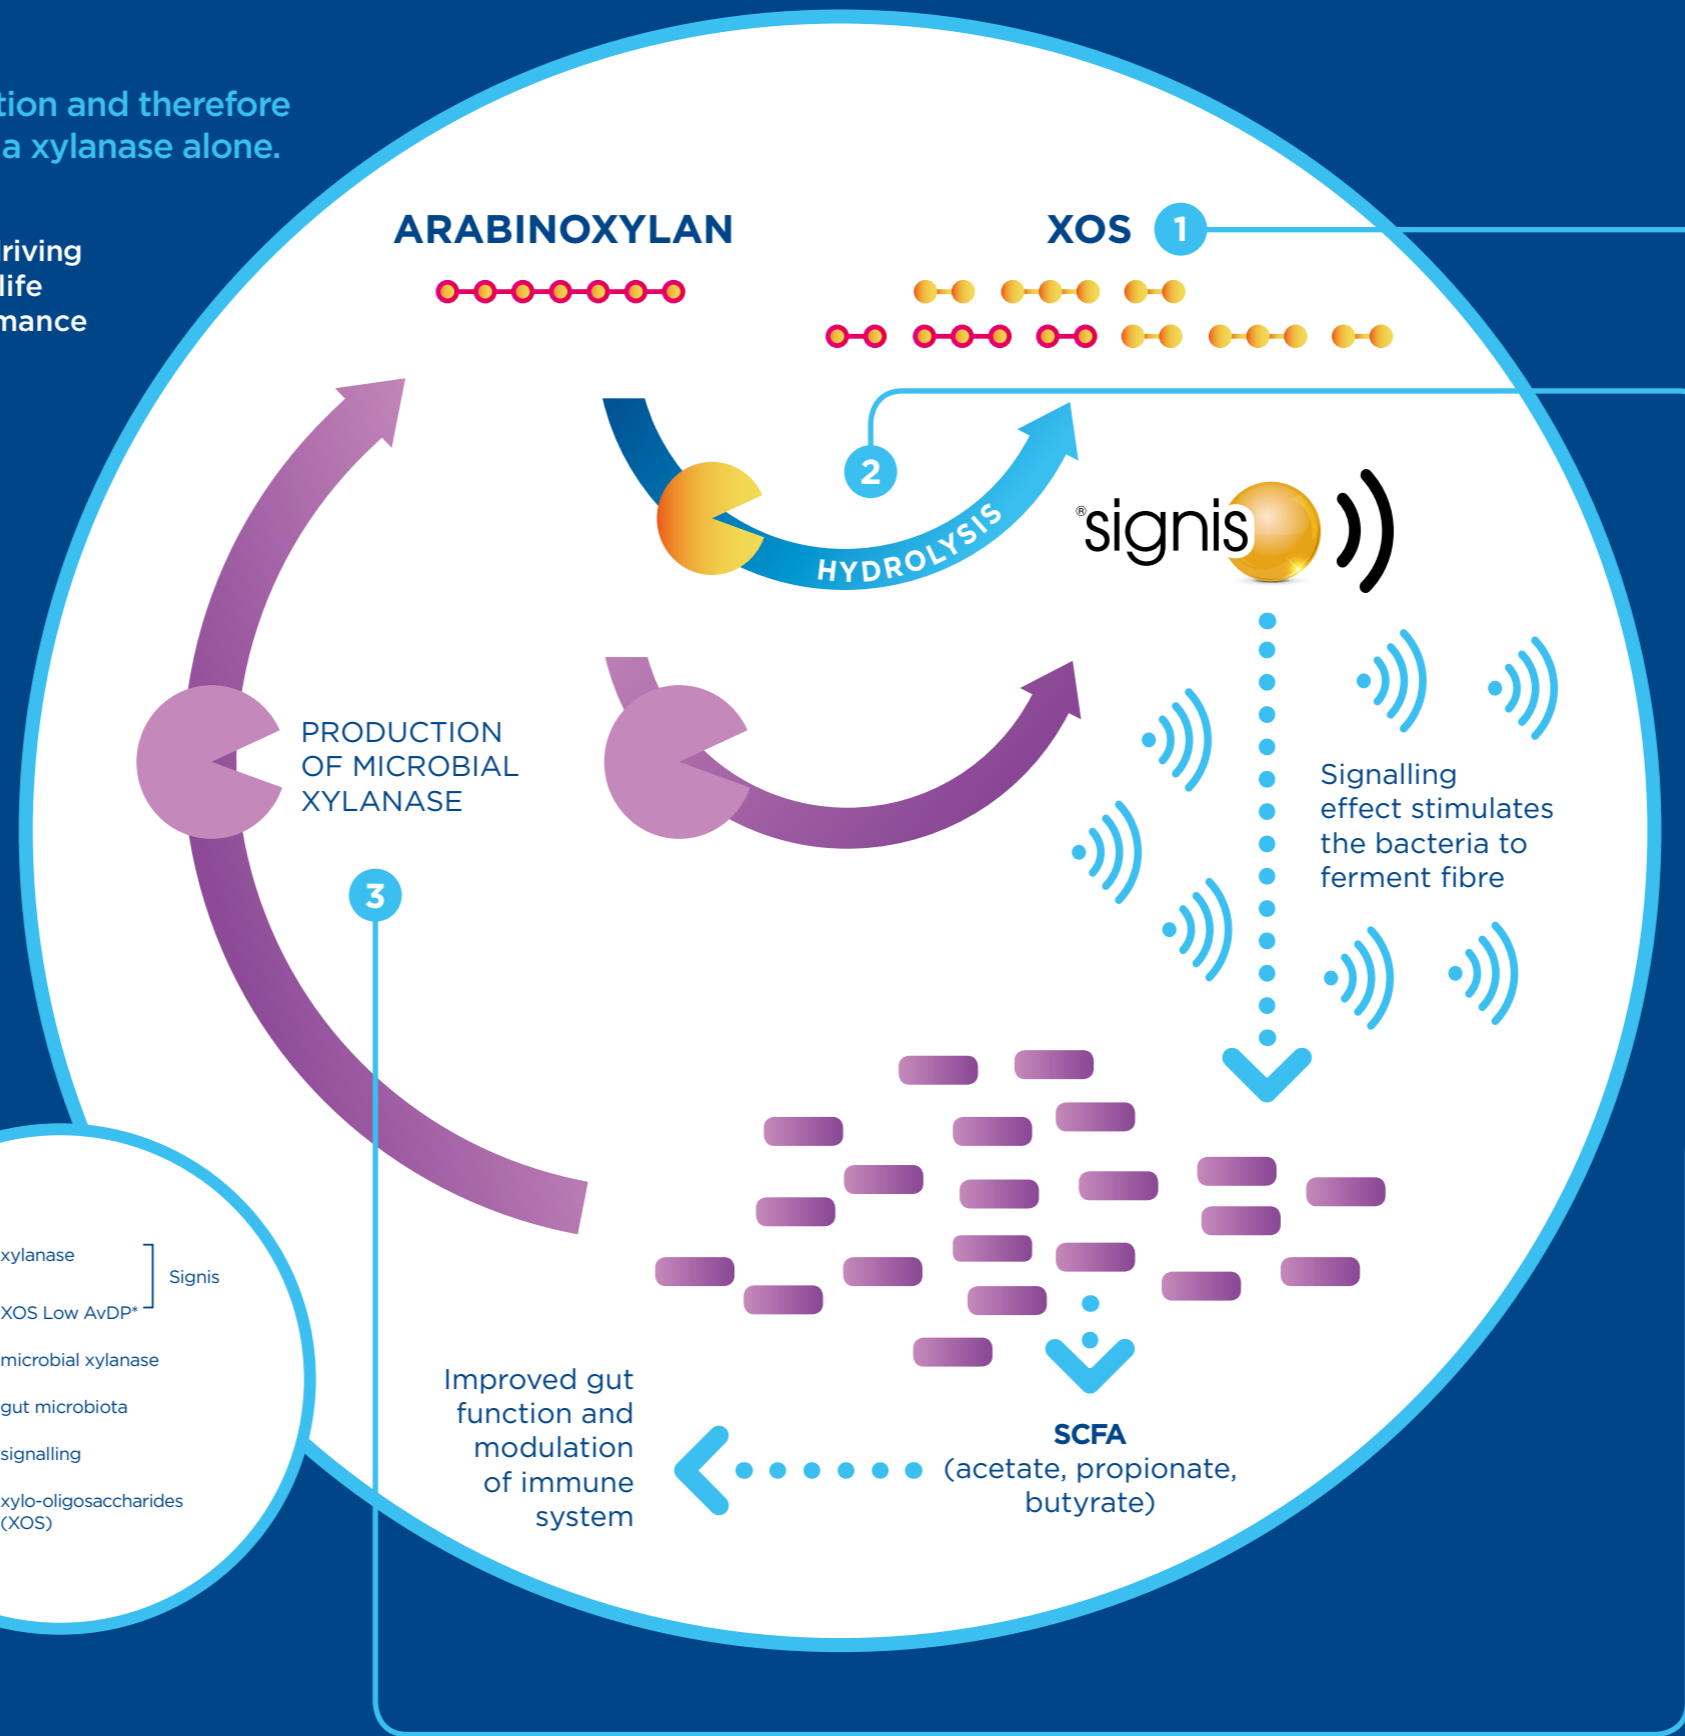 tion and therefore
a xylanase alone.
riving
life
mance
ARABINOXYLAN
XOS 1
2
HYDROLYSIS
®signis
PRODUCTION
OF MICROBIAL
XYLANASE
3
Signalling
effect stimulates
the bacteria to
ferment fibre
xylanase
Signis
XOS Low AvDP*
microbial xylanase
gut microbiota
signalling
xylo-oligosaccharides
(XOS)
Improved gut
function and
modulation
of immune
system
SCFA
(acetate, propionate,
butyrate)